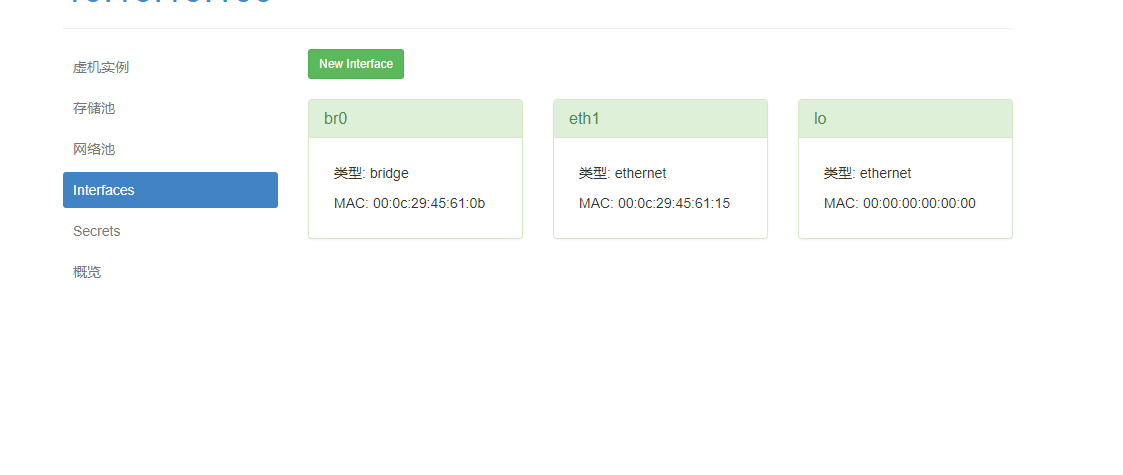 虚机实例
存储池
网络池
Interfaces
Secrets
概览
New Interface
br0
类型: bridge
MAC: 00:0c:29:45:61:0b
eth1
类型: ethernet
MAC: 00:0c:29:45:61:15
lo
类型: ethernet
MAC: 00:00:00:00:00:00